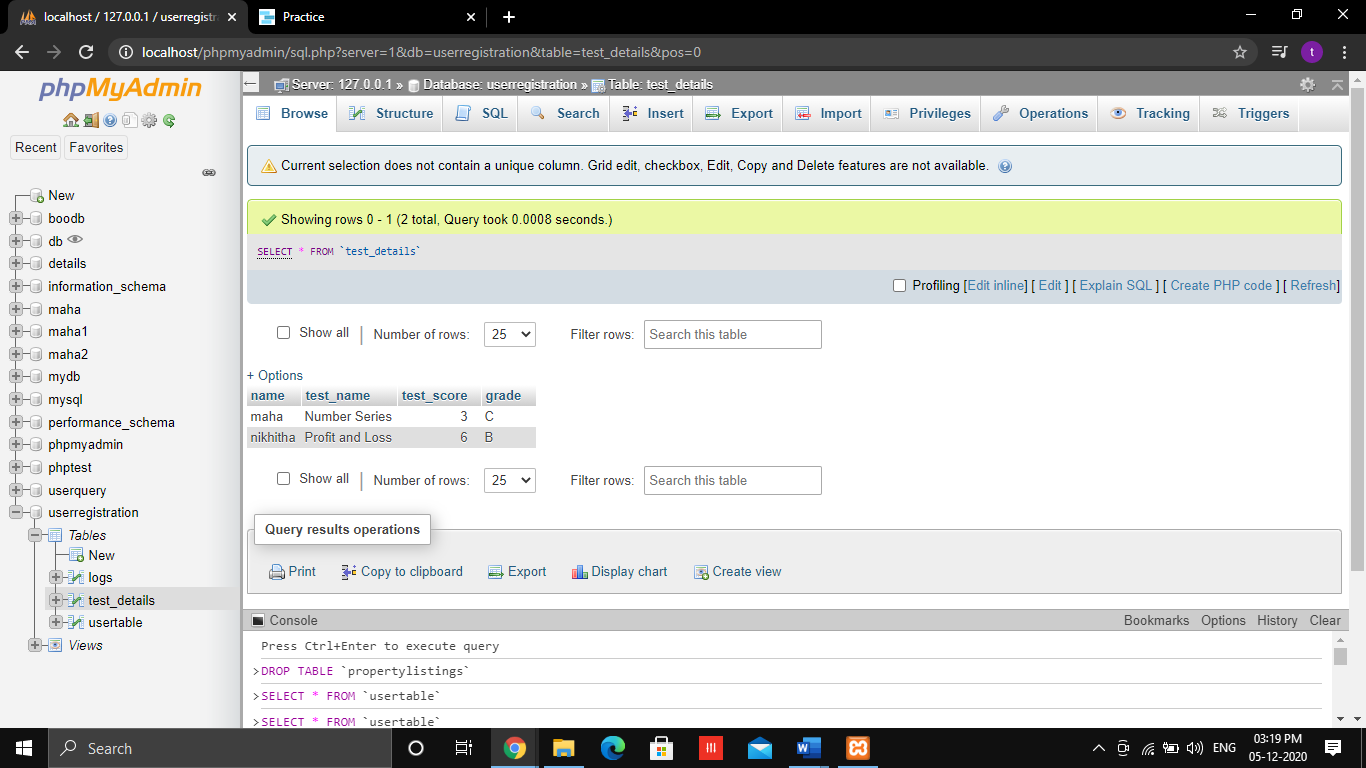 localhost / 127.0.0.1 / userregistr
Practice
localhost/phpmyadmin/sql.php?server=1&db=userregistration&table=test_details&pos=0
t
phpMyAdmin
Recent Favorites
New
boodb
db
details
information_schema
maha
maha1
maha2
mydb
mysql
performance_schema
phpmyadmin
phptest
userquery
userregistration
Tables
New
logs
test_details
usertable
Views
Server: 127.0.0.1 » Database: userregistration » Table: test_details
Browse Structure SQL Search Insert Export Import Privileges Operations Tracking Triggers
Current selection does not contain a unique column. Grid edit, checkbox, Edit, Copy and Delete features are not available.
Showing rows 0 - 1 (2 total, Query took 0.0008 seconds.)
SELECT * FROM `test_details`
Profiling [Edit inline] [ Edit ] [ Explain SQL ] [ Create PHP code ] [ Refresh]
Show all | Number of rows: 25 Filter rows: Search this table
+ Options
name test_name test_score grade
maha Number Series 3 C
nikhitha Profit and Loss 6 B
Show all | Number of rows: 25 Filter rows: Search this table
Query results operations
Print Copy to clipboard Export Display chart Create view
Console Bookmarks Options History Clear
Press Ctrl+Enter to execute query
>DROP TABLE `propertylistings`
>SELECT * FROM `usertable`
>SELECT * FROM `usertable`
Search
ENG
03:19 PM
05-12-2020